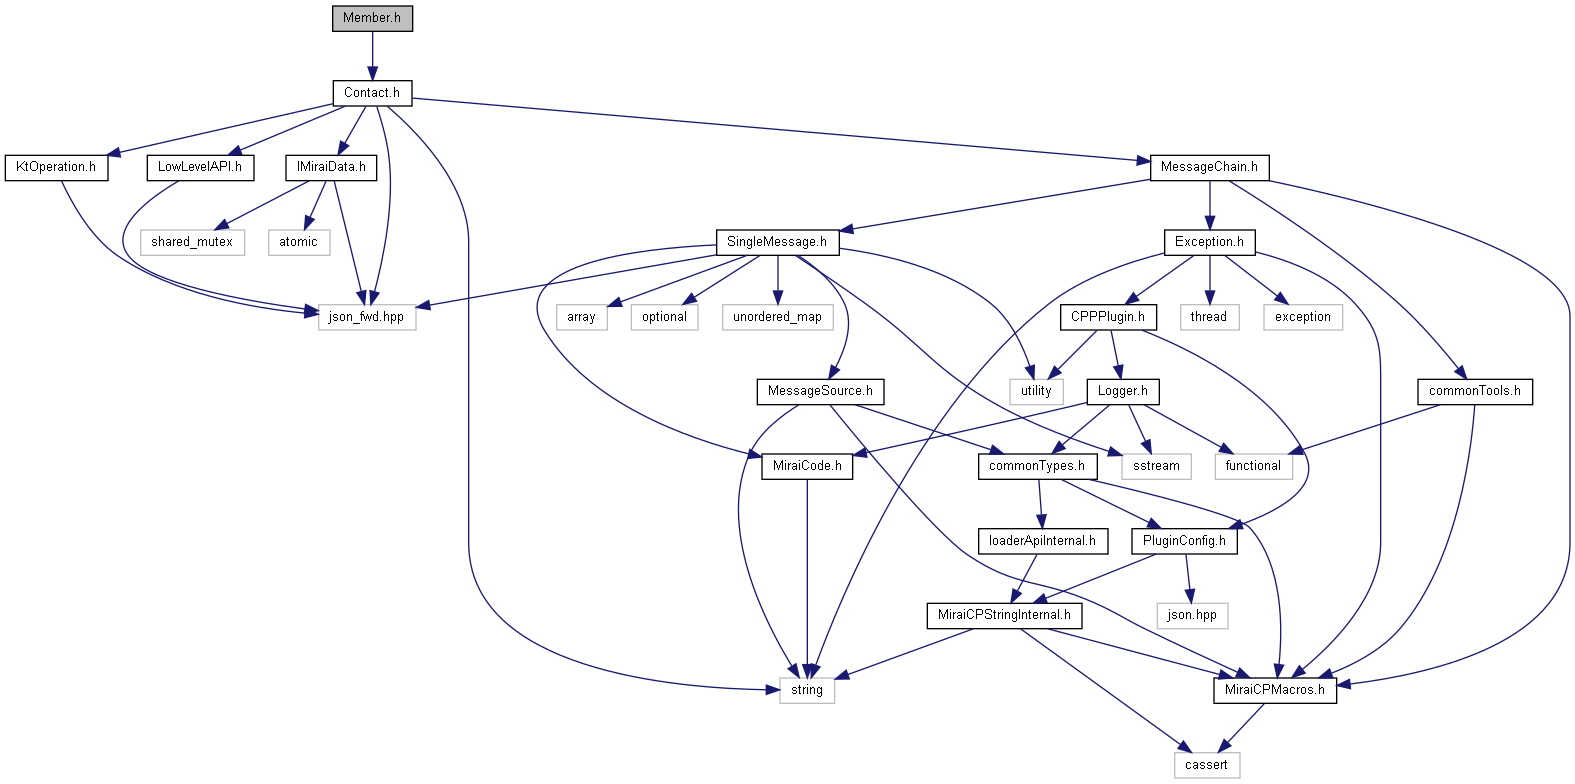 Member.h
Contact.h
KtOperation.h
LowLevelAPI.h
IMiraiData.h
MessageChain.h
shared_mutex
atomic
SingleMessage.h
Exception.h
json_fwd.hpp
array
optional
unordered_map
CPPPlugin.h
thread
exception
MessageSource.h
utility
Logger.h
commonTools.h
MiraiCode.h
commonTypes.h
sstream
functional
loaderApiInternal.h
PluginConfig.h
MiraiCPStringInternal.h
json.hpp
string
MiraiCPMacros.h
cassert